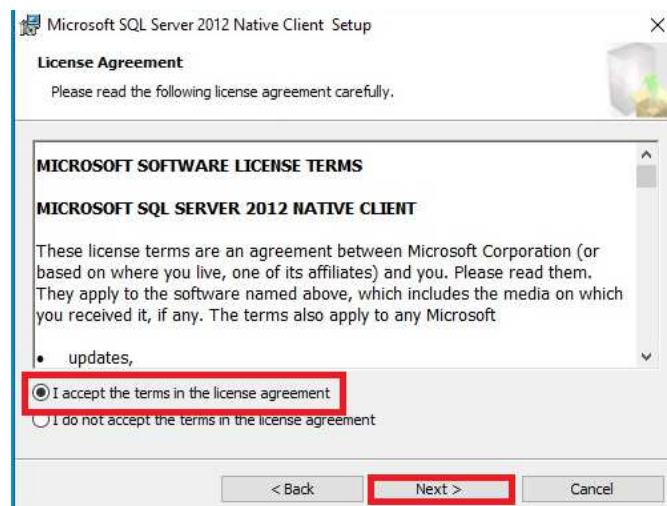 Microsoft SQL Server 2012 Native Client Setup
License Agreement
Please read the following license agreement carefully.
MICROSOFT SOFTWARE LICENSE TERMS
MICROSOFT SQL SERVER 2012 NATIVE CLIENT
These license terms are an agreement between Microsoft Corporation (or
based on where you live, one of its affiliates) and you. Please read them.
They apply to the software named above, which includes the media on which
you received it, if any. The terms also apply to any Microsoft
• updates,
I accept the terms in the license agreement
I do not accept the terms in the license agreement
< Back
Next >
Cancel